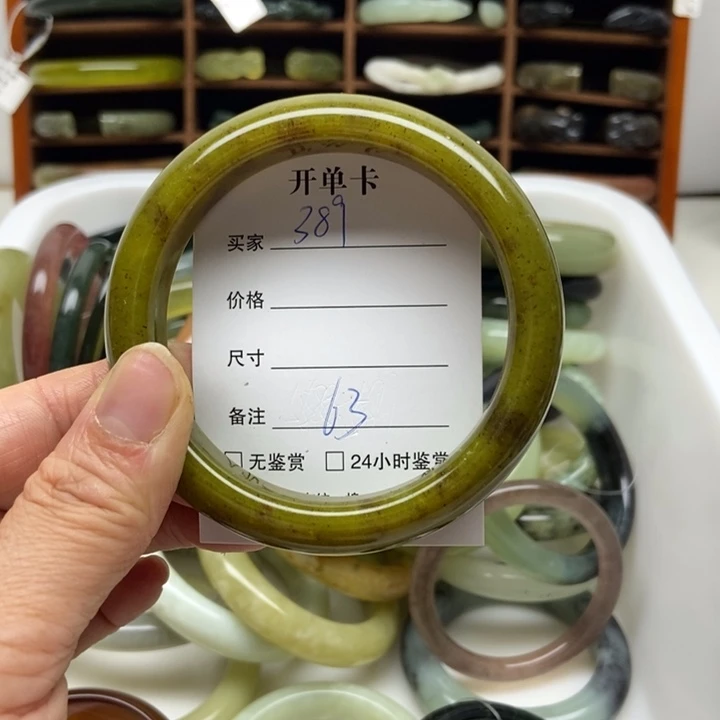 开单卡
买家 389
价格
尺寸
备注 63
□ 无鉴赏 □ 24小时鉴赏